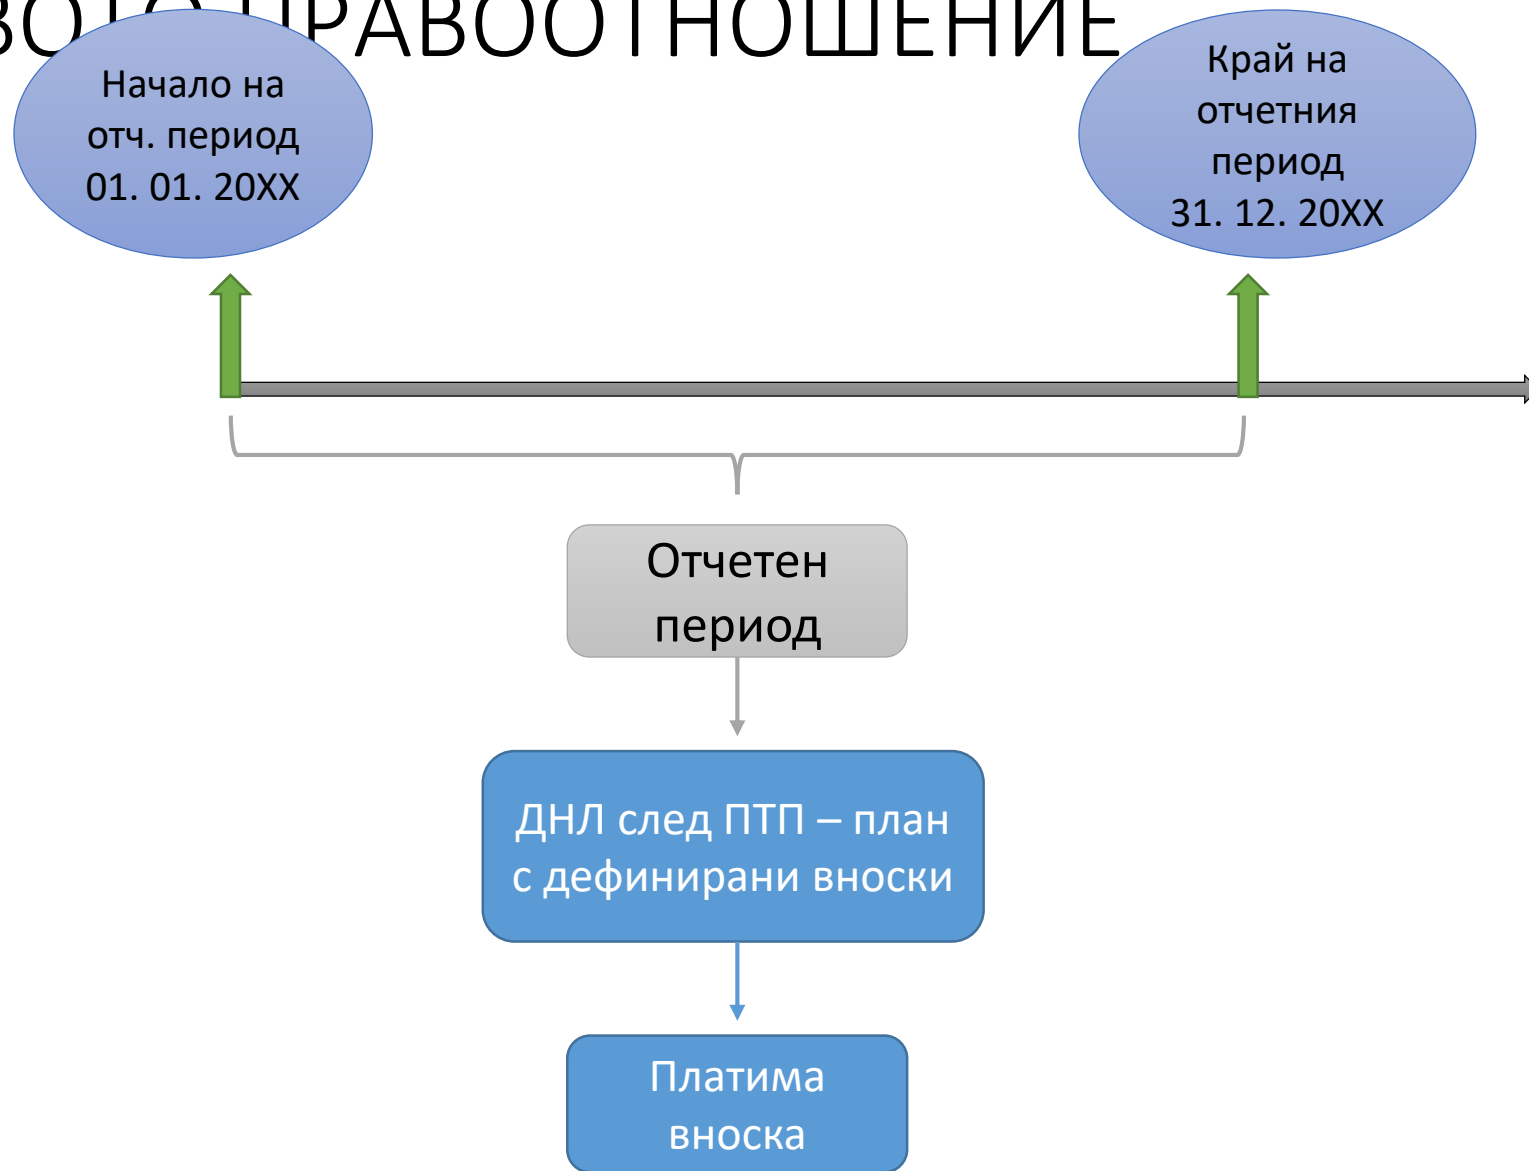 ПРАВООТНОШЕНИЕ
Начало на
отч. период
01. 01. 20XX
Край на
отчетния
период
31. 12. 20XX
Отчетен
период
ДНЛ след ПТП – план
с дефинирани вноски
Платима
вноска